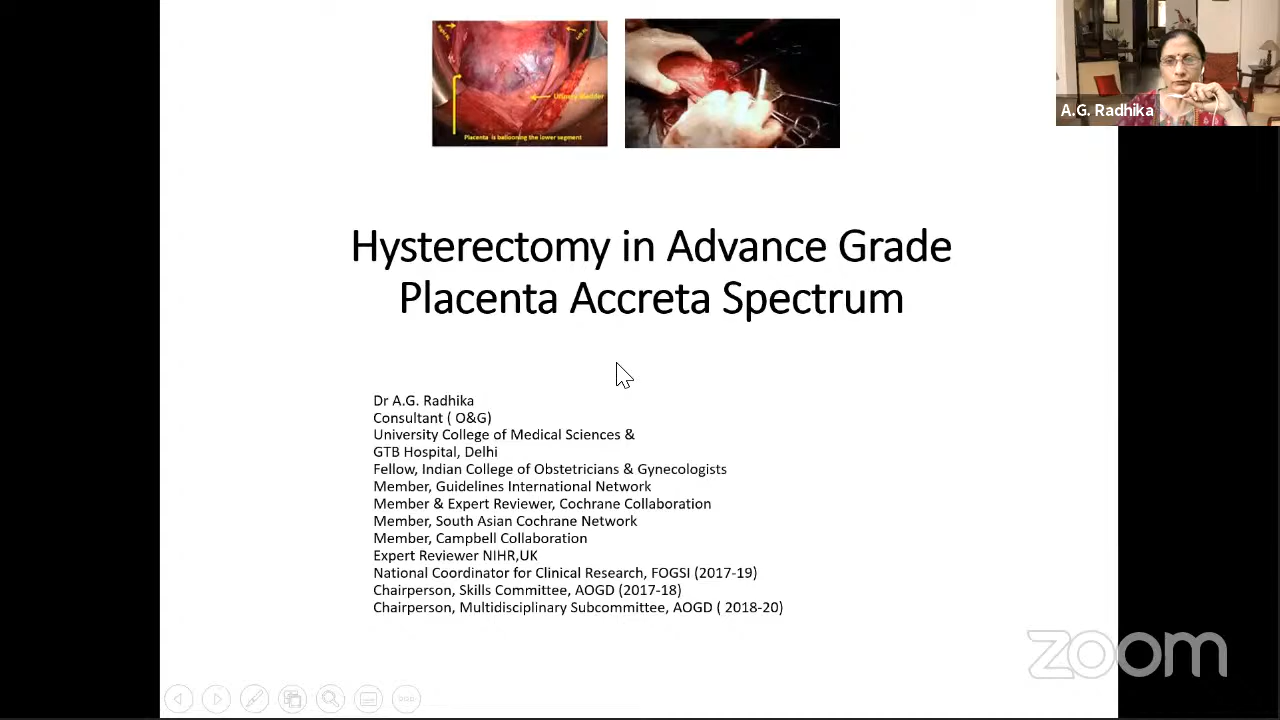 Urinary bladder
Placenta is ballooning the lower segment
A.G. Radhika
Hysterectomy in Advance Grade
Placenta Accreta Spectrum
Dr A.G. Radhika
Consultant ( O&G)
University College of Medical Sciences &
GTB Hospital, Delhi
Fellow, Indian College of Obstetricians & Gynecologists
Member, Guidelines International Network
Member & Expert Reviewer, Cochrane Collaboration
Member, South Asian Cochrane Network
Member, Campbell Collaboration
Expert Reviewer NIHR,UK
National Coordinator for Clinical Research, FOGSI (2017-19)
Chairperson, Skills Committee, AOGD (2017-18)
Chairperson, Multidisciplinary Subcommittee, AOGD ( 2018-20)
zoom